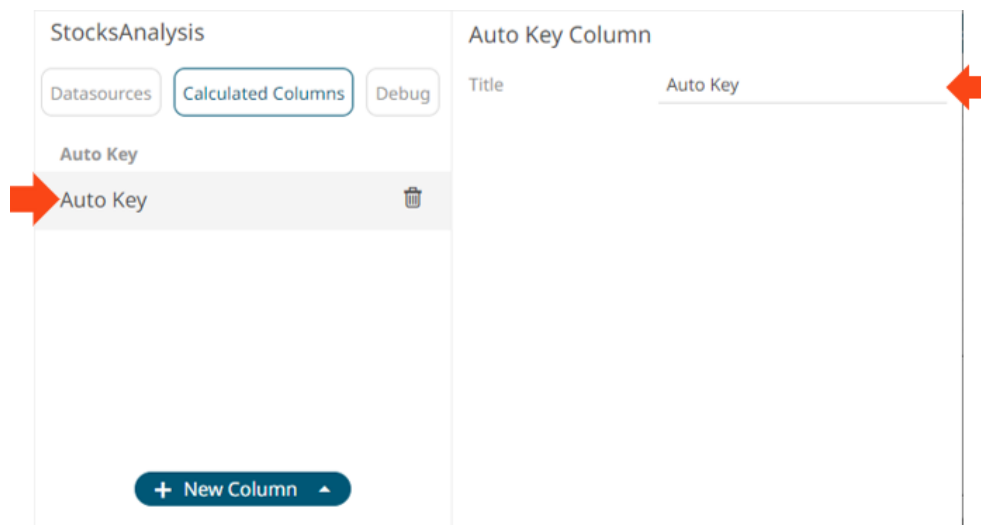 StocksAnalysis
Datasources Calculated Columns Debug
Auto Key
Auto Key
New Column
Auto Key Column
Title Auto Key